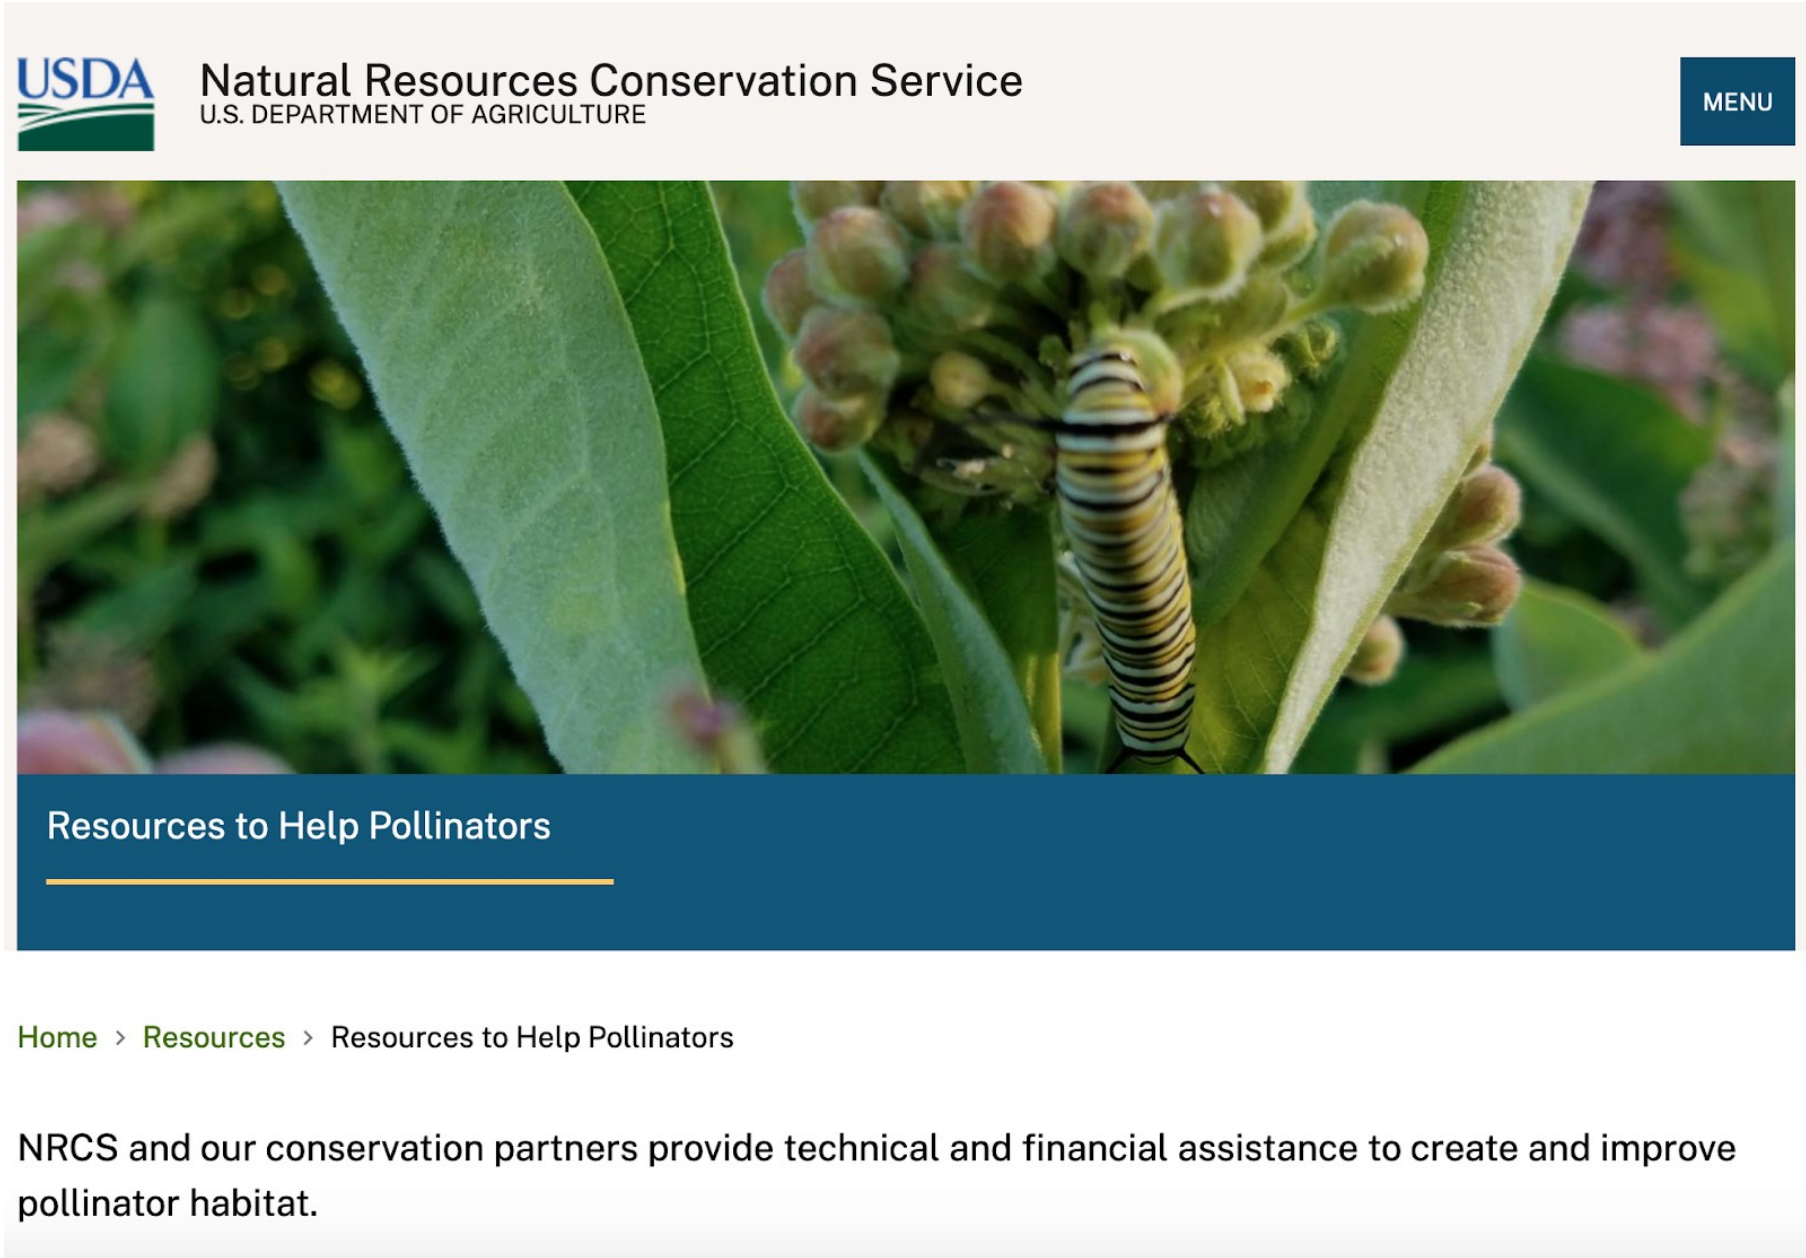 USDA
Natural Resources Conservation Service
U.S. DEPARTMENT OF AGRICULTURE
MENU
Resources to Help Pollinators
Home > Resources > Resources to Help Pollinators
NRCS and our conservation partners provide technical and financial assistance to create and improve
pollinator habitat.